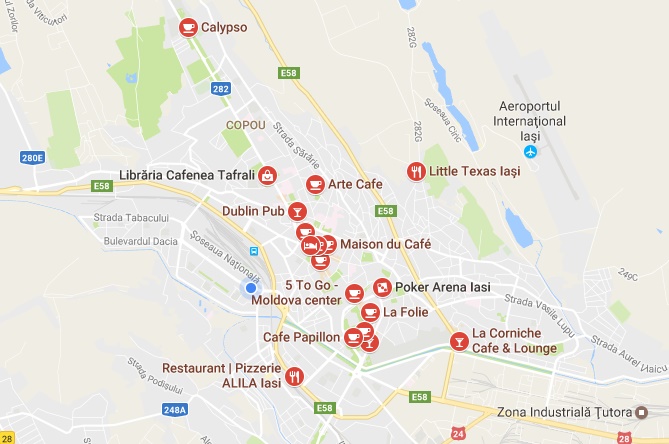 Zorilor
Strada Viticultori
Calypso
282G
E58
282
Șoseaua Ciric
Aeroportul
Internațional
Iași
COPOU
Strada Sărărie
282G
280E
Librăria Cafenea Tafrali
Little Texas Iași
E58
Arte Cafe
Dublin Pub
E58
Strada Tabacului
Bulevardul Dacia
Maison du Café
Șoseaua Națională
249C
5 To Go -
Moldova center
Poker Arena Iasi
Strada Vasile Lupu
La Folie
Cafe Papillon
La Corniche
Cafe & Lounge
Strada Aurel Vlaicu
Restaurant | Pizzerie
ALILA Iasi
Strada Podișului
248A
E58
E58
Zona Industrială Țutora
28
24
28